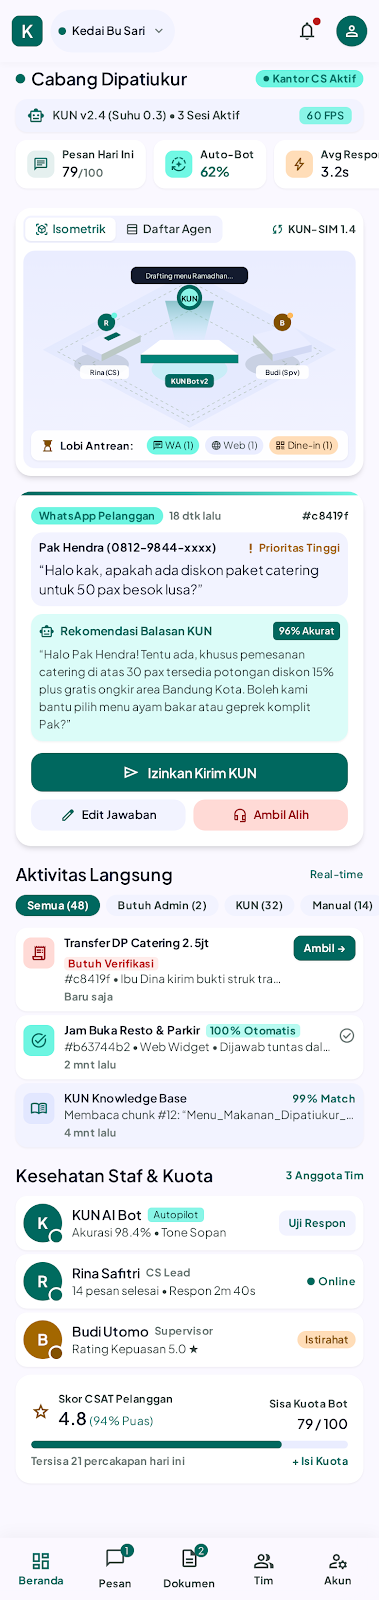 K Kedai Bu Sari
Cabang Dipatiukur Kantor CS Aktif
KUN v2.4 (Suhu 0.3) • 3 Sesi Aktif 60 FPS
Pesan Hari Ini Auto-Bot Avg Respo
79/100 62% 3.2s
Isometrik Daftar Agen KUN-SIM 1.4
Drafting menu Ramadhan...
KUN
R B
Rina (CS) Budi (Spv)
KUN Bot v2
Lobi Antrean: WA (1) Web (1) Dine-in (1)
WhatsApp Pelanggan 18 dtk lalu #c8419f
Pak Hendra (0812-9844-xxxx) ! Prioritas Tinggi
“Halo kak, apakah ada diskon paket catering
untuk 50 pax besok lusa?”
Rekomendasi Balasan KUN 96% Akurat
“Halo Pak Hendra! Tentu ada, khusus pemesanan
catering di atas 30 pax tersedia potongan diskon 15%
plus gratis ongkir area Bandung Kota. Boleh kami
bantu pilih menu ayam bakar atau geprek komplit
Pak?”
Izinkan Kirim KUN
Edit Jawaban Ambil Alih
Aktivitas Langsung Real-time
Semua (48) Butuh Admin (2) KUN (32) Manual (14)
Transfer DP Catering 2.5jt Ambil →
Butuh Verifikasi
#c8419f • Ibu Dina kirim bukti struk tra...
Baru saja
Jam Buka Resto & Parkir 100% Otomatis
#b63744b2 • Web Widget • Dijawab tuntas dal...
2 mnt lalu
KUN Knowledge Base 99% Match
Membaca chunk #12: “Menu_Makanan_Dipatiukur_...
4 mnt lalu
Kesehatan Staf & Kuota 3 Anggota Tim
K KUN AI Bot Autopilot Uji Respon
Akurasi 98.4% • Tone Sopan
R Rina Safitri CS Lead Online
14 pesan selesai • Respon 2m 40s
B Budi Utomo Supervisor Istirahat
Rating Kepuasan 5.0 ★
Skor CSAT Pelanggan Sisa Kuota Bot
4.8 (94% Puas) 79 / 100
Tersisa 21 percakapan hari ini + Isi Kuota
1 2
Beranda Pesan Dokumen Tim Akun